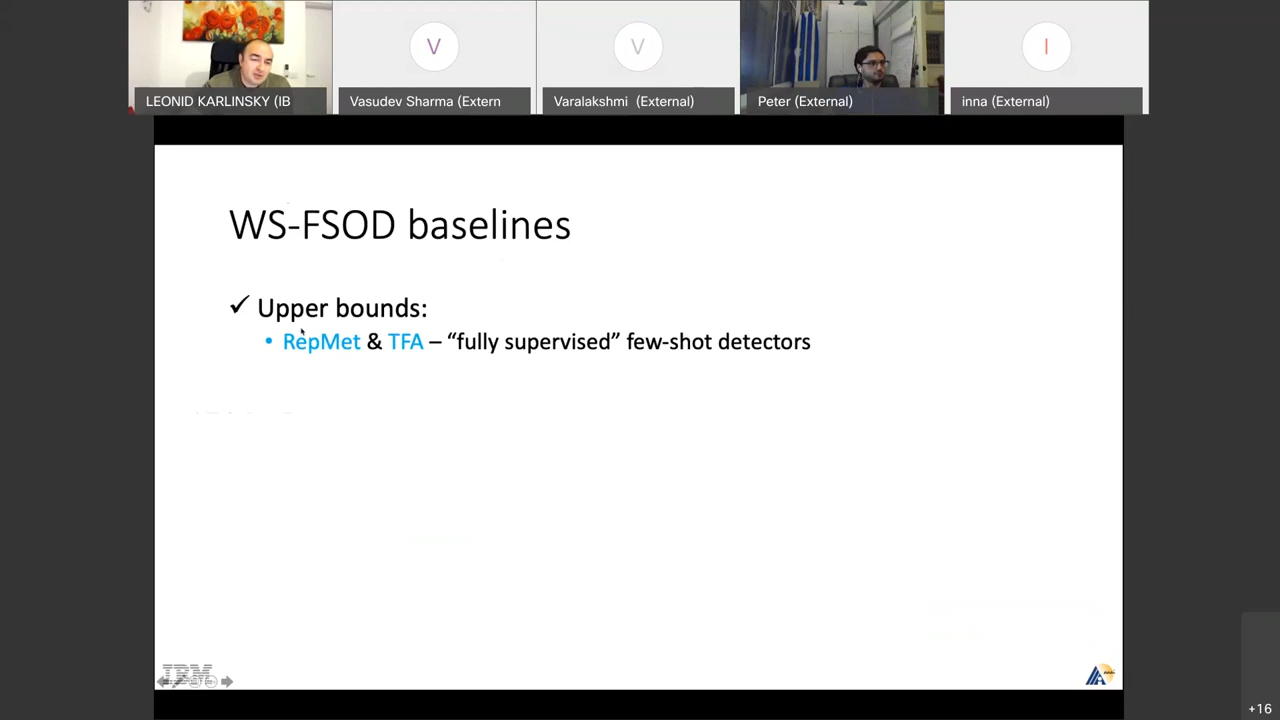 V
V
I
LEONID KARLINSKY (IB
Vasudev Sharma (Extern
Varalakshmi (External)
Peter (External)
inna (External)
WS-FSOD baselines
✓ Upper bounds:
• RepMet & TFA – “fully supervised” few-shot detectors
IBM
+16